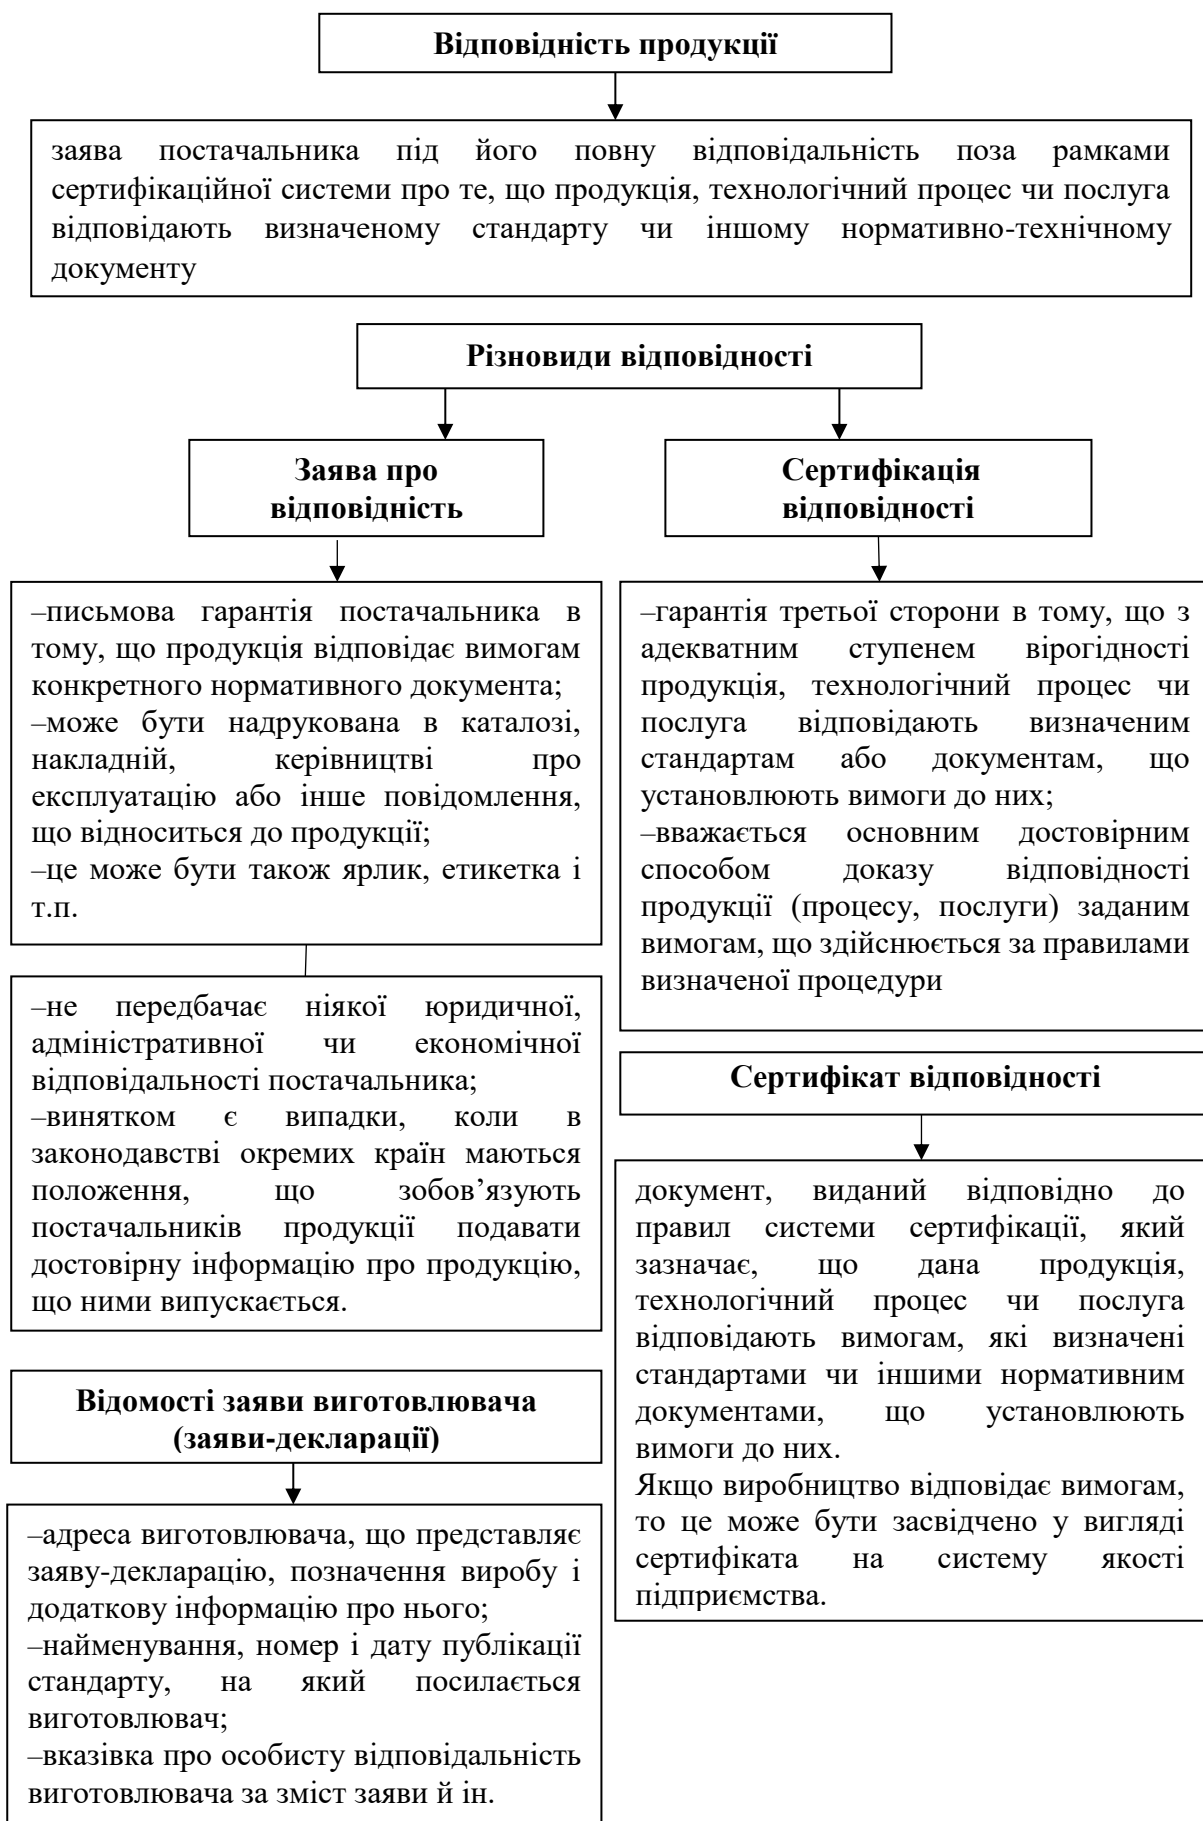 Відповідність продукції
заява постачальника під його повну відповідальність поза рамками
сертифікаційної системи про те, що продукція, технологічний процес чи послуга
відповідають визначеному стандарту чи іншому нормативно-технічному
документу
Різновиди відповідності
Заява про
відповідність
–письмова гарантія постачальника в
тому, що продукція відповідає вимогам
конкретного нормативного документа;
–може бути надрукована в каталозі,
накладній, керівництві про
експлуатацію або інше повідомлення,
що відноситься до продукції;
–це може бути також ярлик, етикетка і
т.п.
–не передбачає ніякої юридичної,
адміністративної чи економічної
відповідальності постачальника;
–винятком є випадки, коли в
законодавстві окремих країн маються
положення, що зобов’язують
постачальників продукції подавати
достовірну інформацію про продукцію,
що ними випускається.
Відомості заяви виготовлювача
(заяви-декларації)
–адреса виготовлювача, що представляє
заяву-декларацію, позначення виробу і
додаткову інформацію про нього;
–найменування, номер і дату публікації
стандарту, на який посилається
виготовлювач;
–вказівка про особисту відповідальність
виготовлювача за зміст заяви й ін.
Сертифікація
відповідності
–гарантія третьої сторони в тому, що з
адекватним ступенем вірогідності
продукція, технологічний процес чи
послуга відповідають визначеним
стандартам або документам, що
установлюють вимоги до них;
–вважається основним достовірним
способом доказу відповідності
продукції (процесу, послуги) заданим
вимогам, що здійснюється за правилами
визначеної процедури
Сертифікат відповідності
документ, виданий відповідно до
правил системи сертифікації, який
зазначає, що дана продукція,
технологічний процес чи послуга
відповідають вимогам, які визначені
стандартами чи іншими нормативним
документами, що установлюють
вимоги до них.
Якщо виробництво відповідає вимогам,
то це може бути засвідчено у вигляді
сертифіката на систему якості
підприємства.